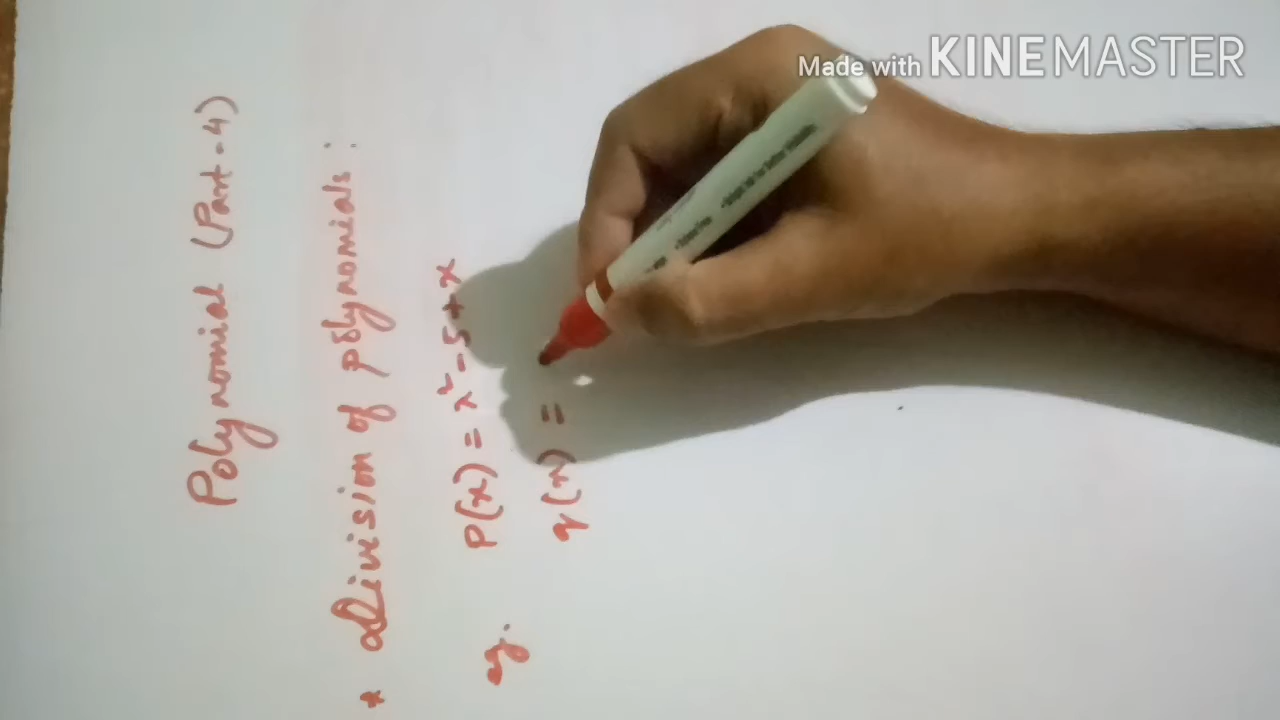 Polynomial (Part-4)
* Division of polynomials:
eg. P(x) = x² - 5 + x
q(x) =
Made with KINEMASTER